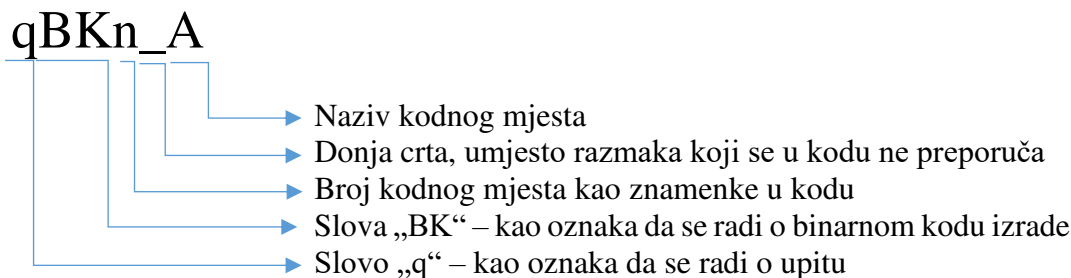 qBKn_A
Naziv kodnog mjesta
Donja crta, umjesto razmaka koji se u kodu ne preporuča
Broj kodnog mjesta kao znamenke u kodu
Slova „BK“ – kao oznaka da se radi o binarnom kodu izrade
Slovo „q“ – kao oznaka da se radi o upitu